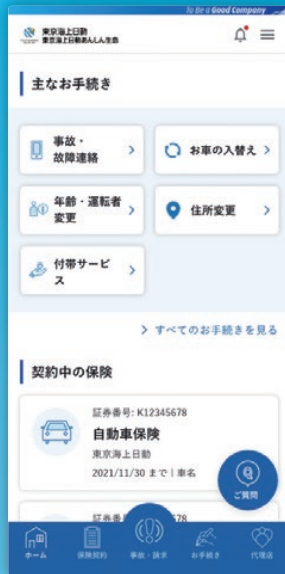 To Be a Good Company
東京海上日動
東京海上日動あんしん生命
主なお手続き
事故・
故障連絡
お車の入替え
年齢・運転者
変更
住所変更
付帯サービ
ス
すべてのお手続きを見る
契約中の保険
証券番号: K12345678
自動車保険
東京海上日動
2021/11/30 まで | 車名
ご質問
証券番
678
ホーム
保険契約
事故・請求
お手続き
代理店